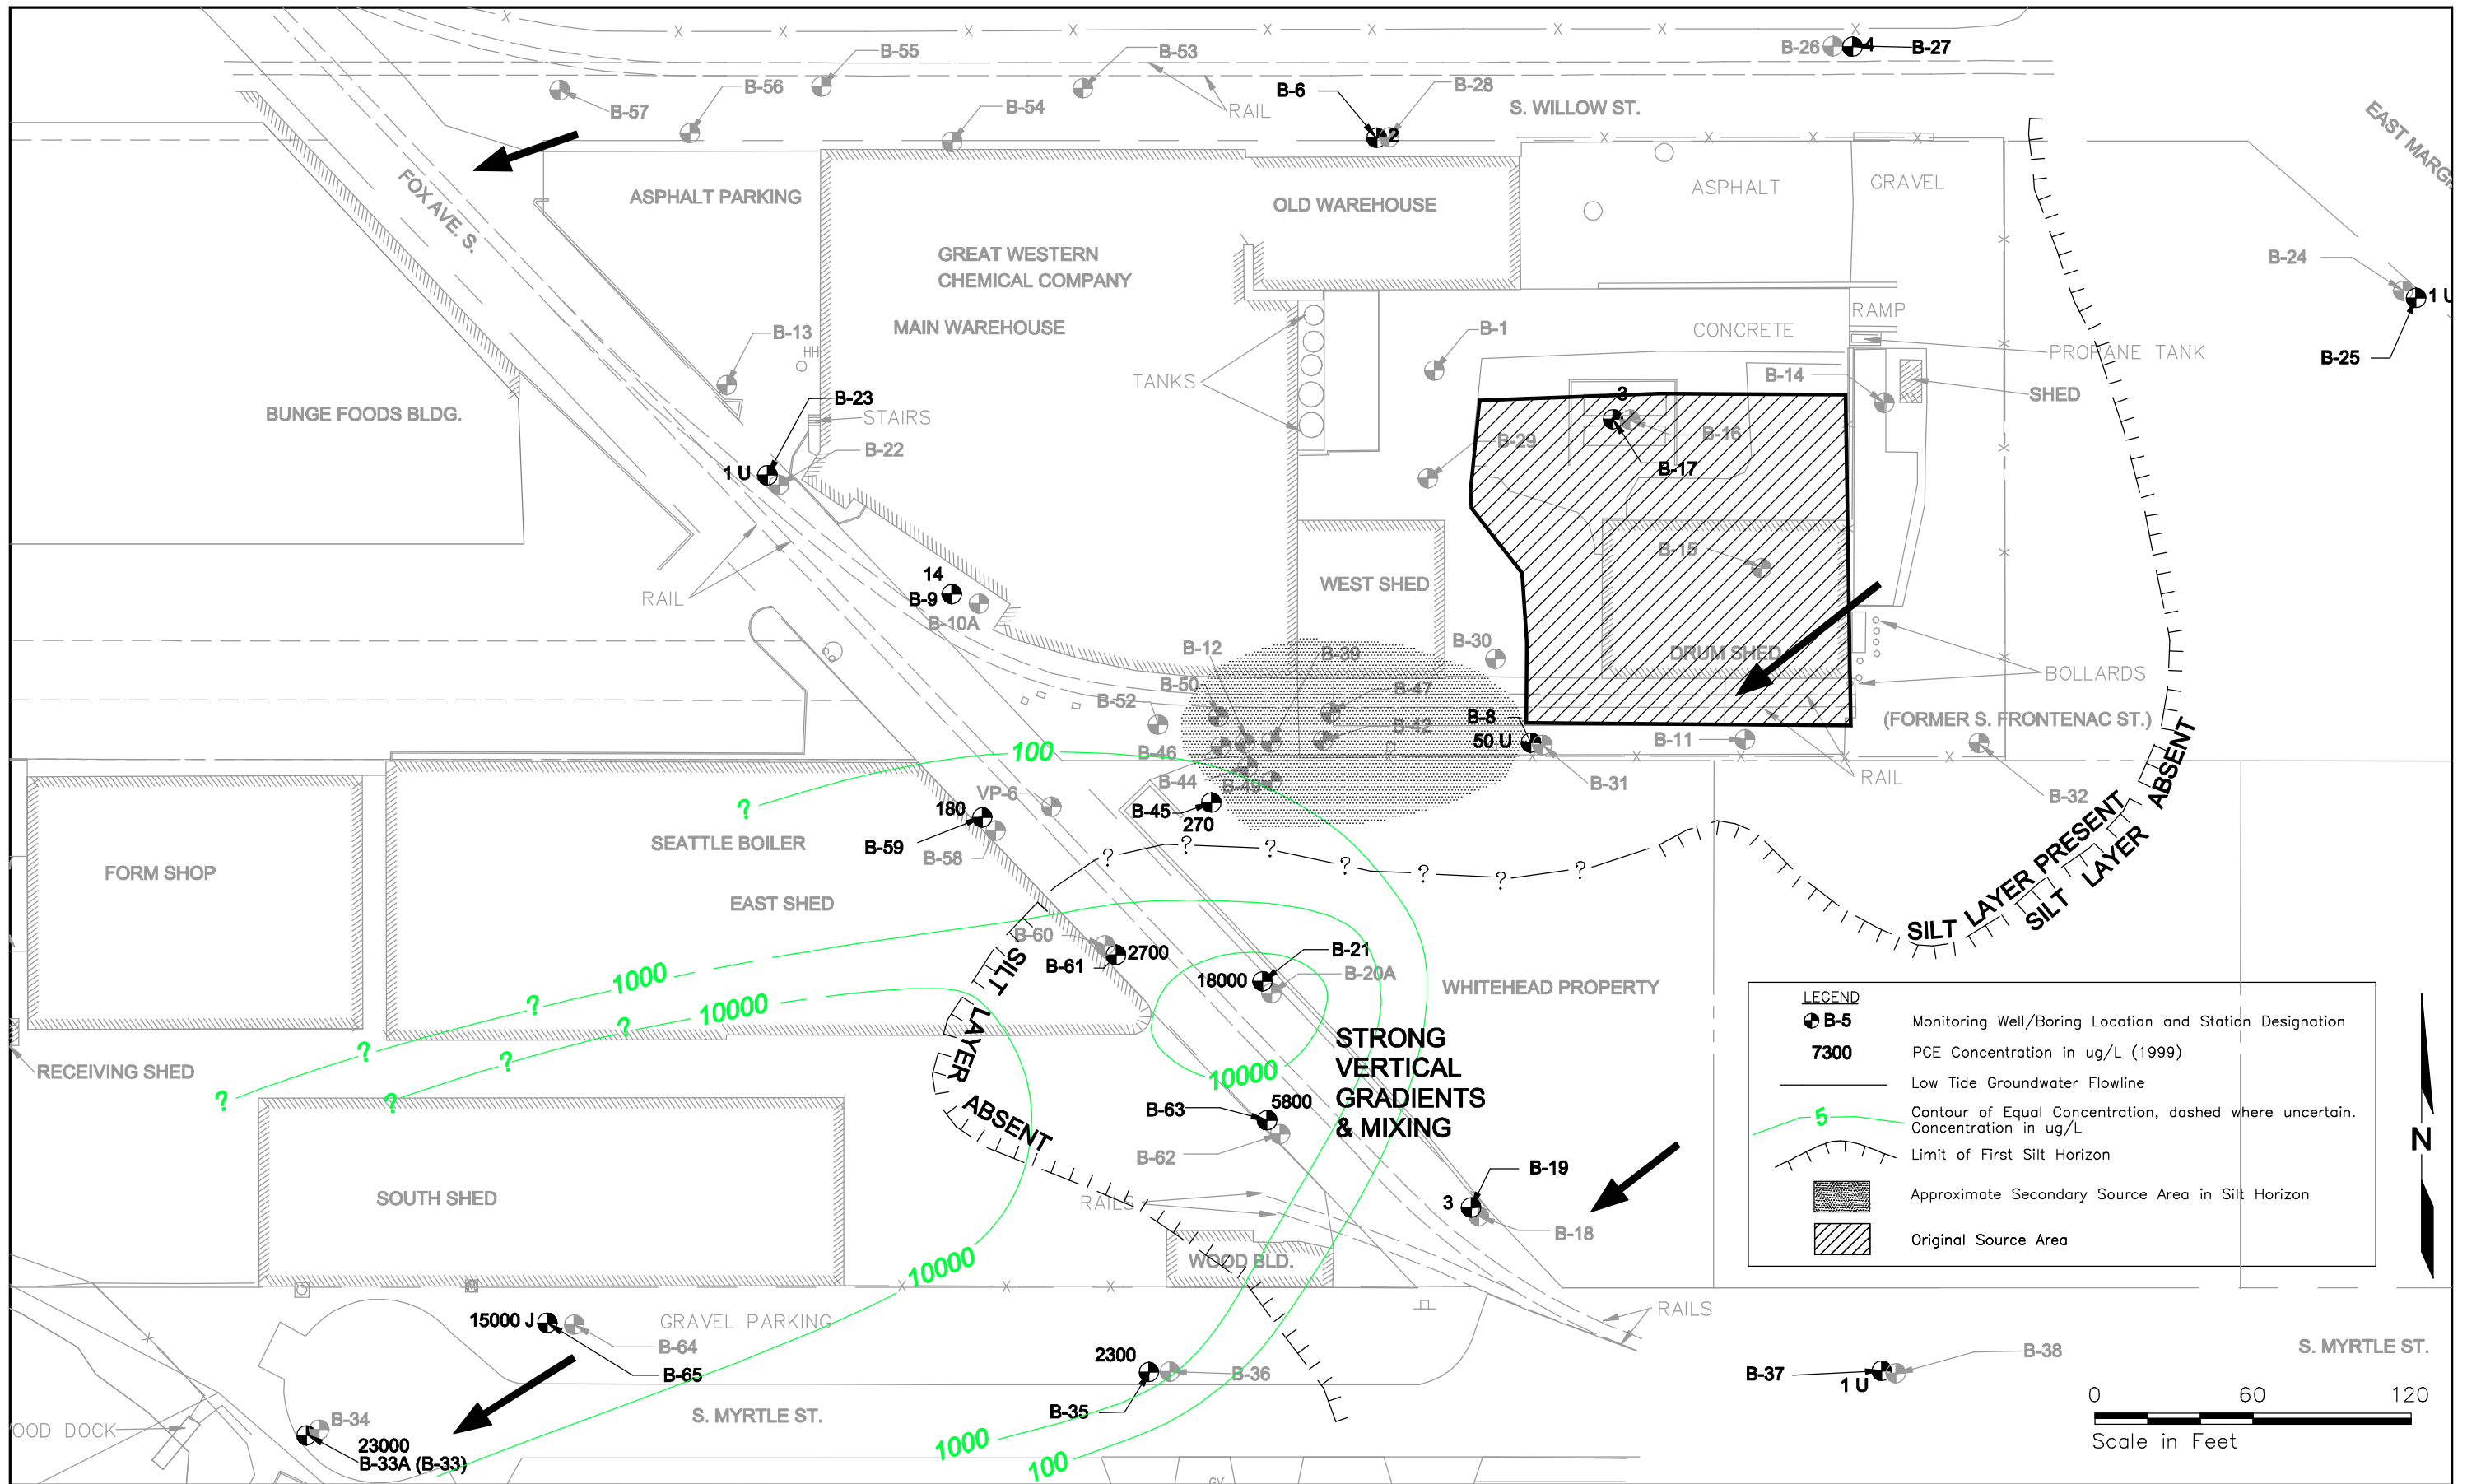 B-55
B-53
B-26
4
B-27
B-56
B-57
B-54
RAIL
B-6
B-28
2
S. WILLOW ST.
FOX AVE. S.
ASPHALT PARKING
OLD WAREHOUSE
ASPHALT
GRAVEL
GREAT WESTERN
CHEMICAL COMPANY
MAIN WAREHOUSE
B-24
1 U
B-25
RAMP
CONCRETE
PROPANE TANK
SHED
B-13
HH
TANKS
B-1
B-14
B-23
STAIRS
BUNGE FOODS BLDG.
1 U
B-22
B-29
3
B-16
B-17
B-15
RAIL
14
B-9
B-10A
WEST SHED
B-12
B-39
B-30
DRUM SHED
BOLLARDS
B-50
B-47
B-52
B-42
B-8
50 U
B-46
B-11
(FORMER S. FRONTENAC ST.)
100
B-44
B-49
B-31
RAIL
B-32
?
VP-6
180
B-45
270
SEATTLE BOILER
B-59
B-58
FORM SHOP
EAST SHED
? ? ? ? ? ? ?
SILT LAYER PRESENT
SILT LAYER ABSENT
B-60
B-61
2700
B-21
18000
B-20A
WHITEHEAD PROPERTY
1000
10000
? ? ? ? ? ?
SILT LAYER ABSENT
10000
STRONG
VERTICAL
GRADIENTS
& MIXING
RECEIVING SHED
B-63
5800
B-62
SOUTH SHED
RAILS
B-19
3
B-18
WOOD BLD.
10000
LEGEND
B-5 Monitoring Well/Boring Location and Station Designation
7300 PCE Concentration in ug/L (1999)
Low Tide Groundwater Flowline
5 Contour of Equal Concentration, dashed where uncertain.
Concentration in ug/L
Limit of First Silt Horizon
Approximate Secondary Source Area in Silt Horizon
Original Source Area
N
15000 J
B-64
B-65
GRAVEL PARKING
RAILS
2300
B-36
B-35
B-37
1 U
B-38
S. MYRTLE ST.
B-34
23000
B-33A (B-33)
S. MYRTLE ST.
1000
100
0 60 120
Scale in Feet